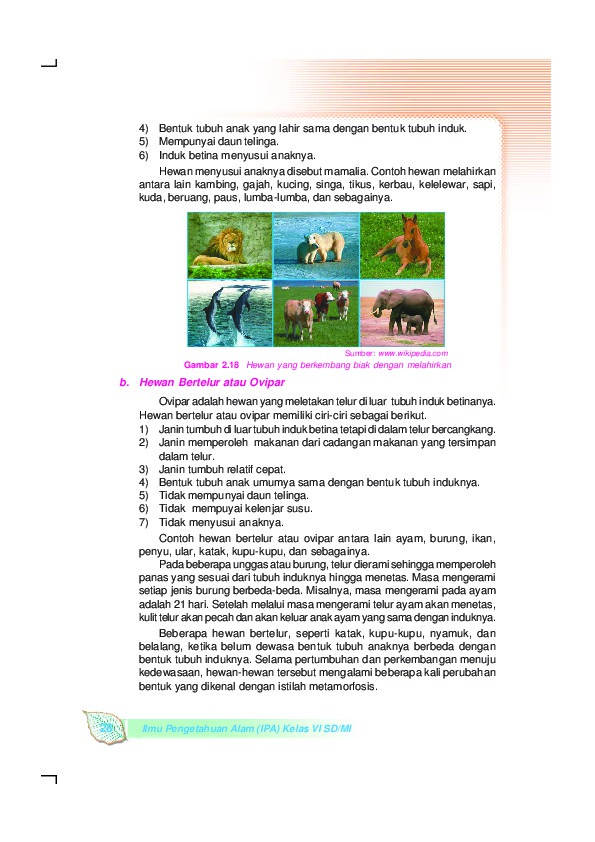 4) Bentuk tubuh anak yang lahir sama dengan bentuk tubuh induk.
5) Mempunyai daun telinga.
6) Induk betina menyusui anaknya.
Hewan menyusui anaknya disebut mamalia. Contoh hewan melahirkan
antara lain kambing, gajah, kucing, singa, tikus, kerbau, kelelewar, sapi,
kuda, beruang, paus, lumba-lumba, dan sebagainya.
Sumber: www.wikipedia.com
Gambar 2.18 Hewan yang berkembang biak dengan melahirkan
b. Hewan Bertelur atau Ovipar
Ovipar adalah hewan yang meletakan telur di luar tubuh induk betinanya.
Hewan bertelur atau ovipar memiliki ciri-ciri sebagai berikut.
1) Janin tumbuh di luar tubuh induk betina tetapi di dalam telur bercangkang.
2) Janin memperoleh makanan dari cadangan makanan yang tersimpan
dalam telur.
3) Janin tumbuh relatif cepat.
4) Bentuk tubuh anak umumya sama dengan bentuk tubuh induknya.
5) Tidak mempunyai daun telinga.
6) Tidak mempuyai kelenjar susu.
7) Tidak menyusui anaknya.
Contoh hewan bertelur atau ovipar antara lain ayam, burung, ikan,
penyu, ular, katak, kupu-kupu, dan sebagainya.
Pada beberapa unggas atau burung, telur dierami sehingga memperoleh
panas yang sesuai dari tubuh induknya hingga menetas. Masa mengerami
setiap jenis burung berbeda-beda. Misalnya, masa mengerami pada ayam
adalah 21 hari. Setelah melalui masa mengerami telur ayam akan menetas,
kulit telur akan pecah dan akan keluar anak ayam yang sama dengan induknya.
Beberapa hewan bertelur, seperti katak, kupu-kupu, nyamuk, dan
belalang, ketika belum dewasa bentuk tubuh anaknya berbeda dengan
bentuk tubuh induknya. Selama pertumbuhan dan perkembangan menuju
kedewasaan, hewan-hewan tersebut mengalami beberapa kali perubahan
bentuk yang dikenal dengan istilah metamorfosis.
28 Ilmu Pengetahuan Alam (IPA) Kelas VI SD/MI